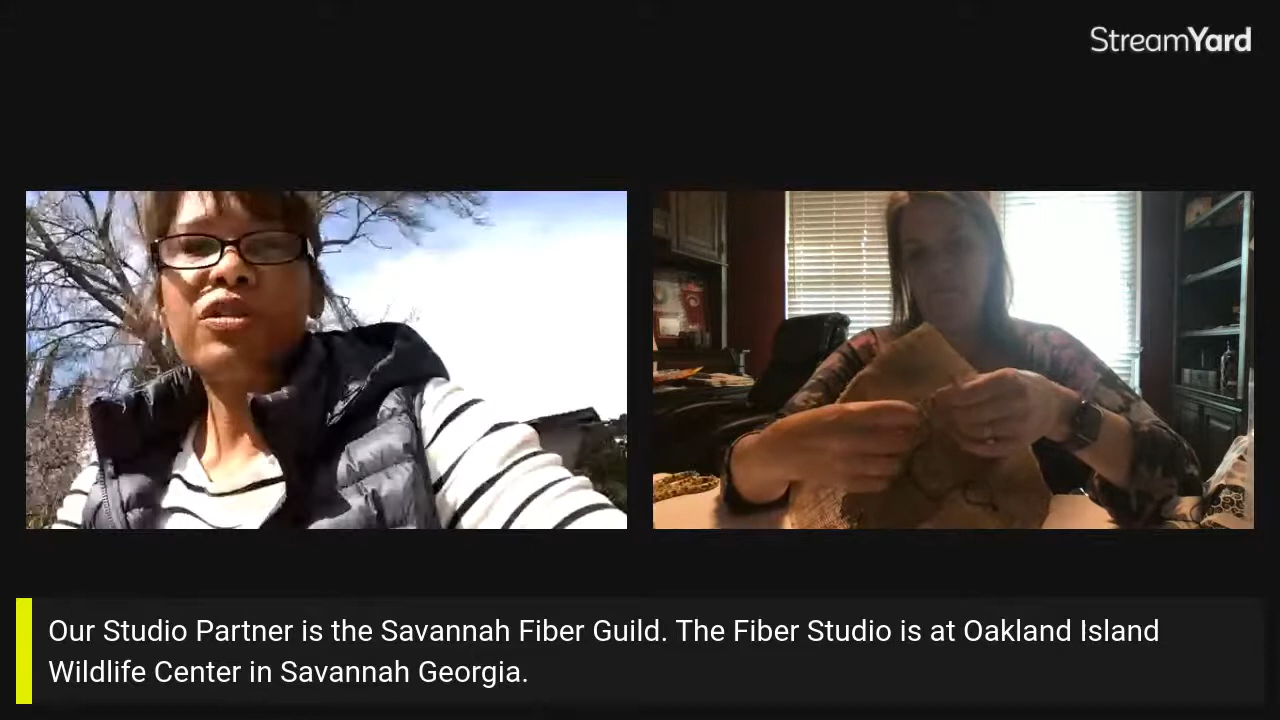 StreamYard
Our Studio Partner is the Savannah Fiber Guild. The Fiber Studio is at Oakland Island
Wildlife Center in Savannah Georgia.